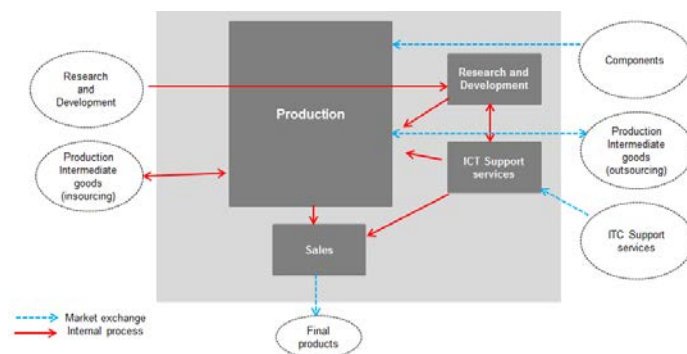 Research
and
Development
Production
Intermediate
goods
(insourcing)
Production
Research and
Development
ICT Support
services
Sales
Components
Production
Intermediate
goods
(outsourcing)
ITC Support
services
Final
products
Market exchange
Internal process